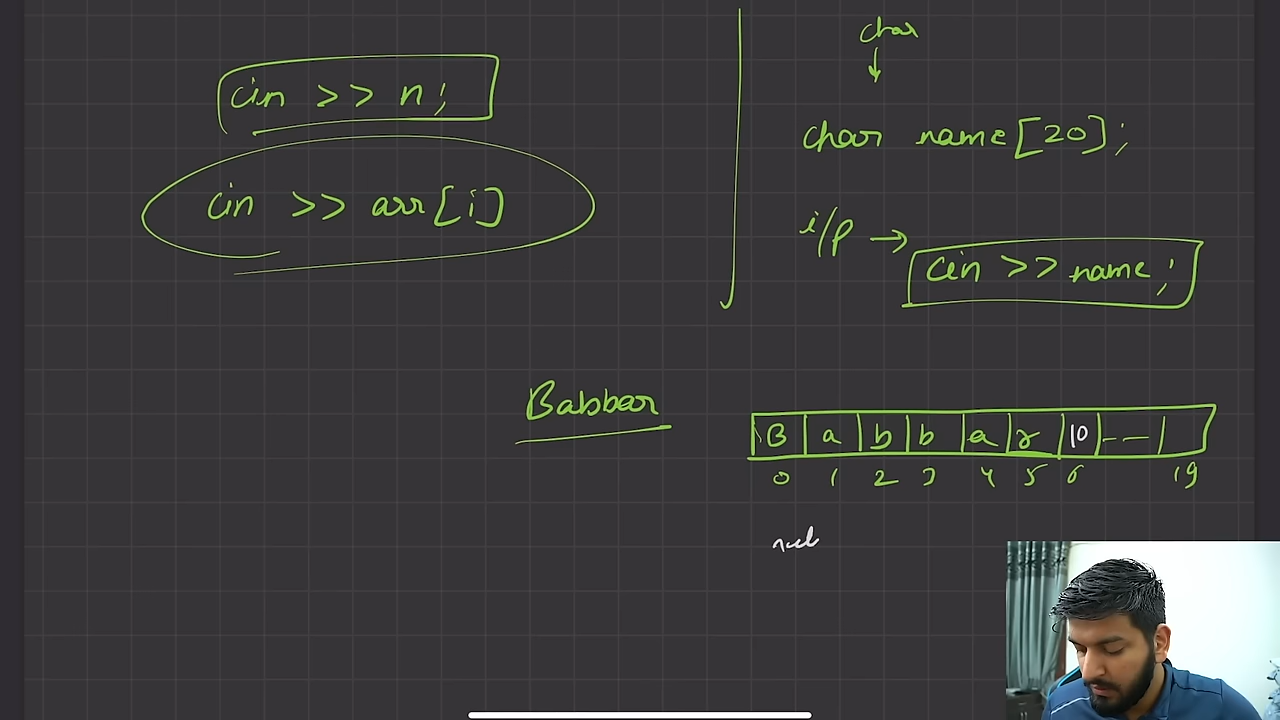 cin >> n;
cin >> arr[i]
char
char name[20];
i/p → cin >> name;
Babbar
B a b b a r \0 -- 
0 1 2 3 4 5 6 19
nul